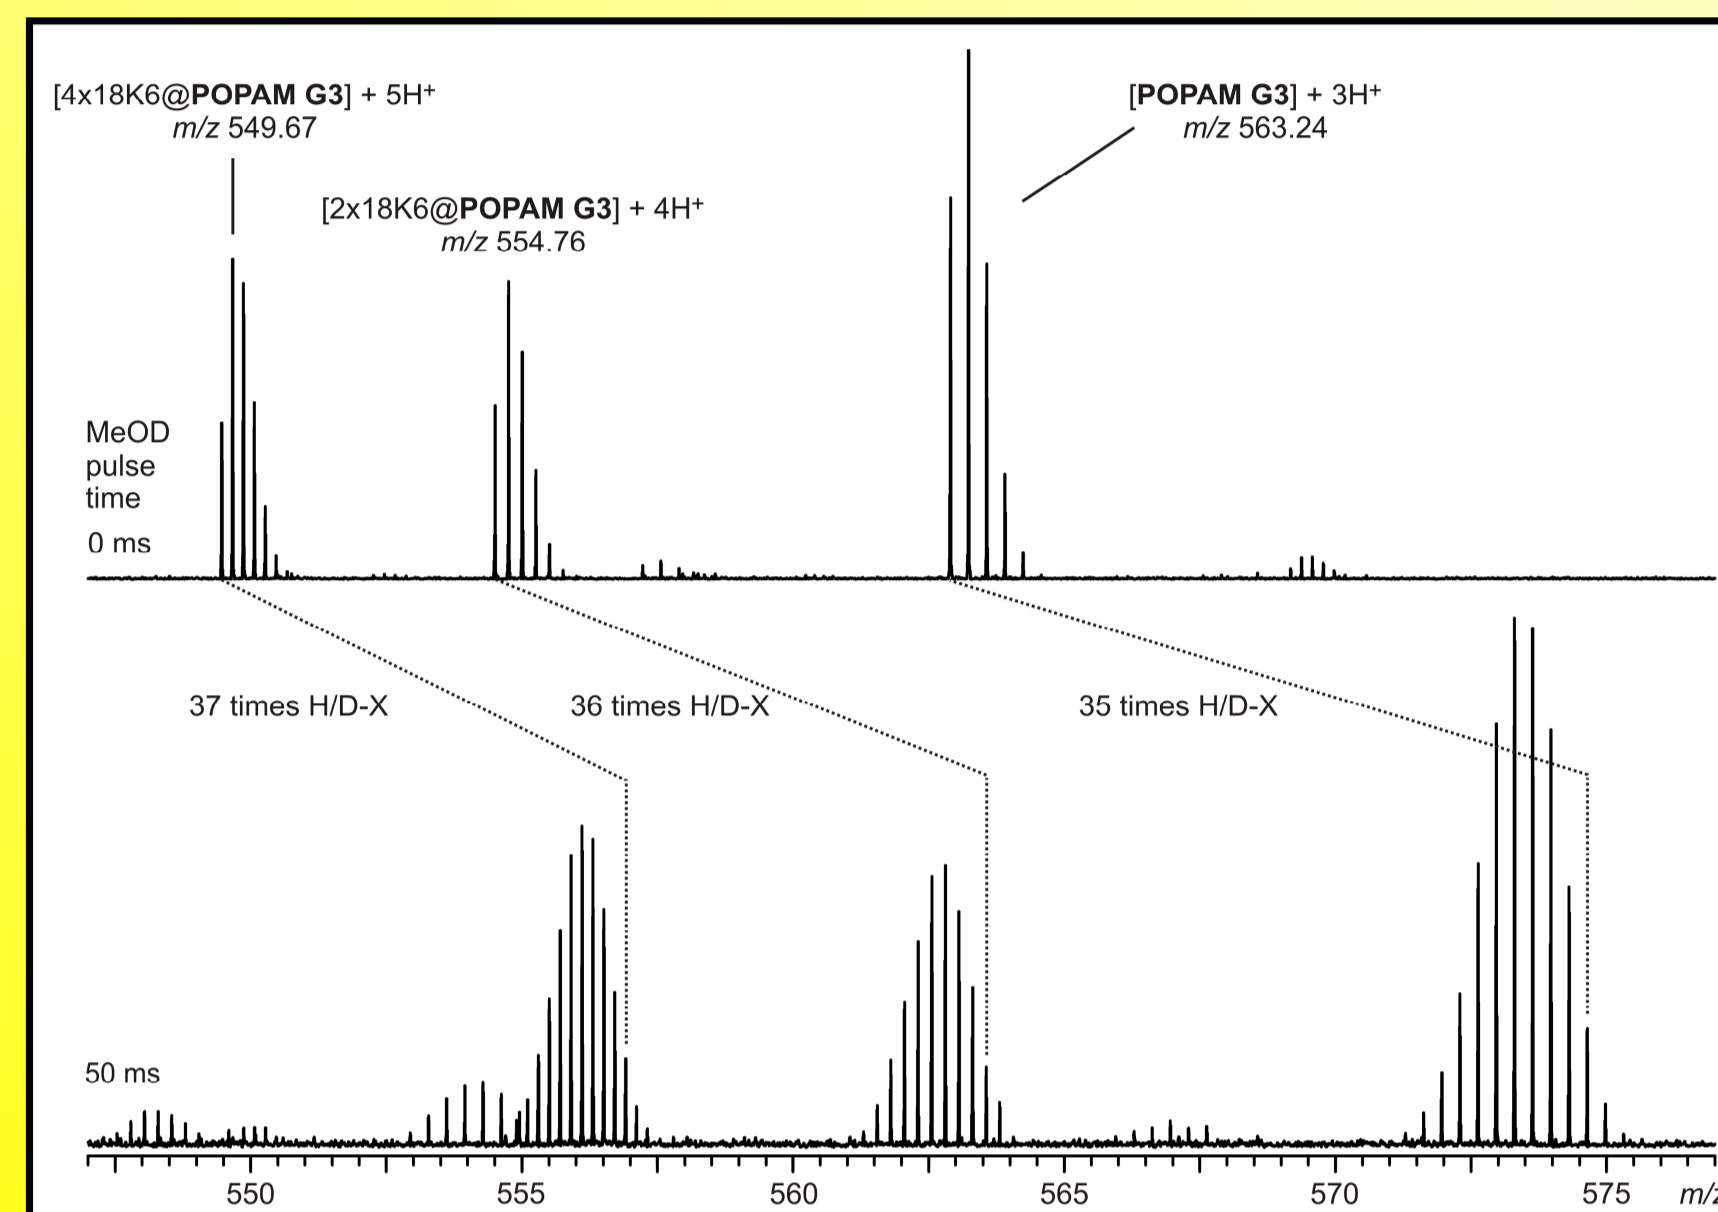 [4x18K6@POPAM G3] + 5H⁺
m/z 549.67
[2x18K6@POPAM G3] + 4H⁺
m/z 554.76
[POPAM G3] + 3H⁺
m/z 563.24
MeOD
pulse
time
0 ms
37 times H/D-X
36 times H/D-X
35 times H/D-X
50 ms
550 555 560 565 570 575 m/z